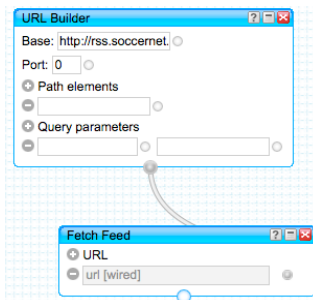 URL Builder
Base: http://rss.soccernet.
Port: 0
Path elements
Query parameters
Fetch Feed
URL
url [wired]